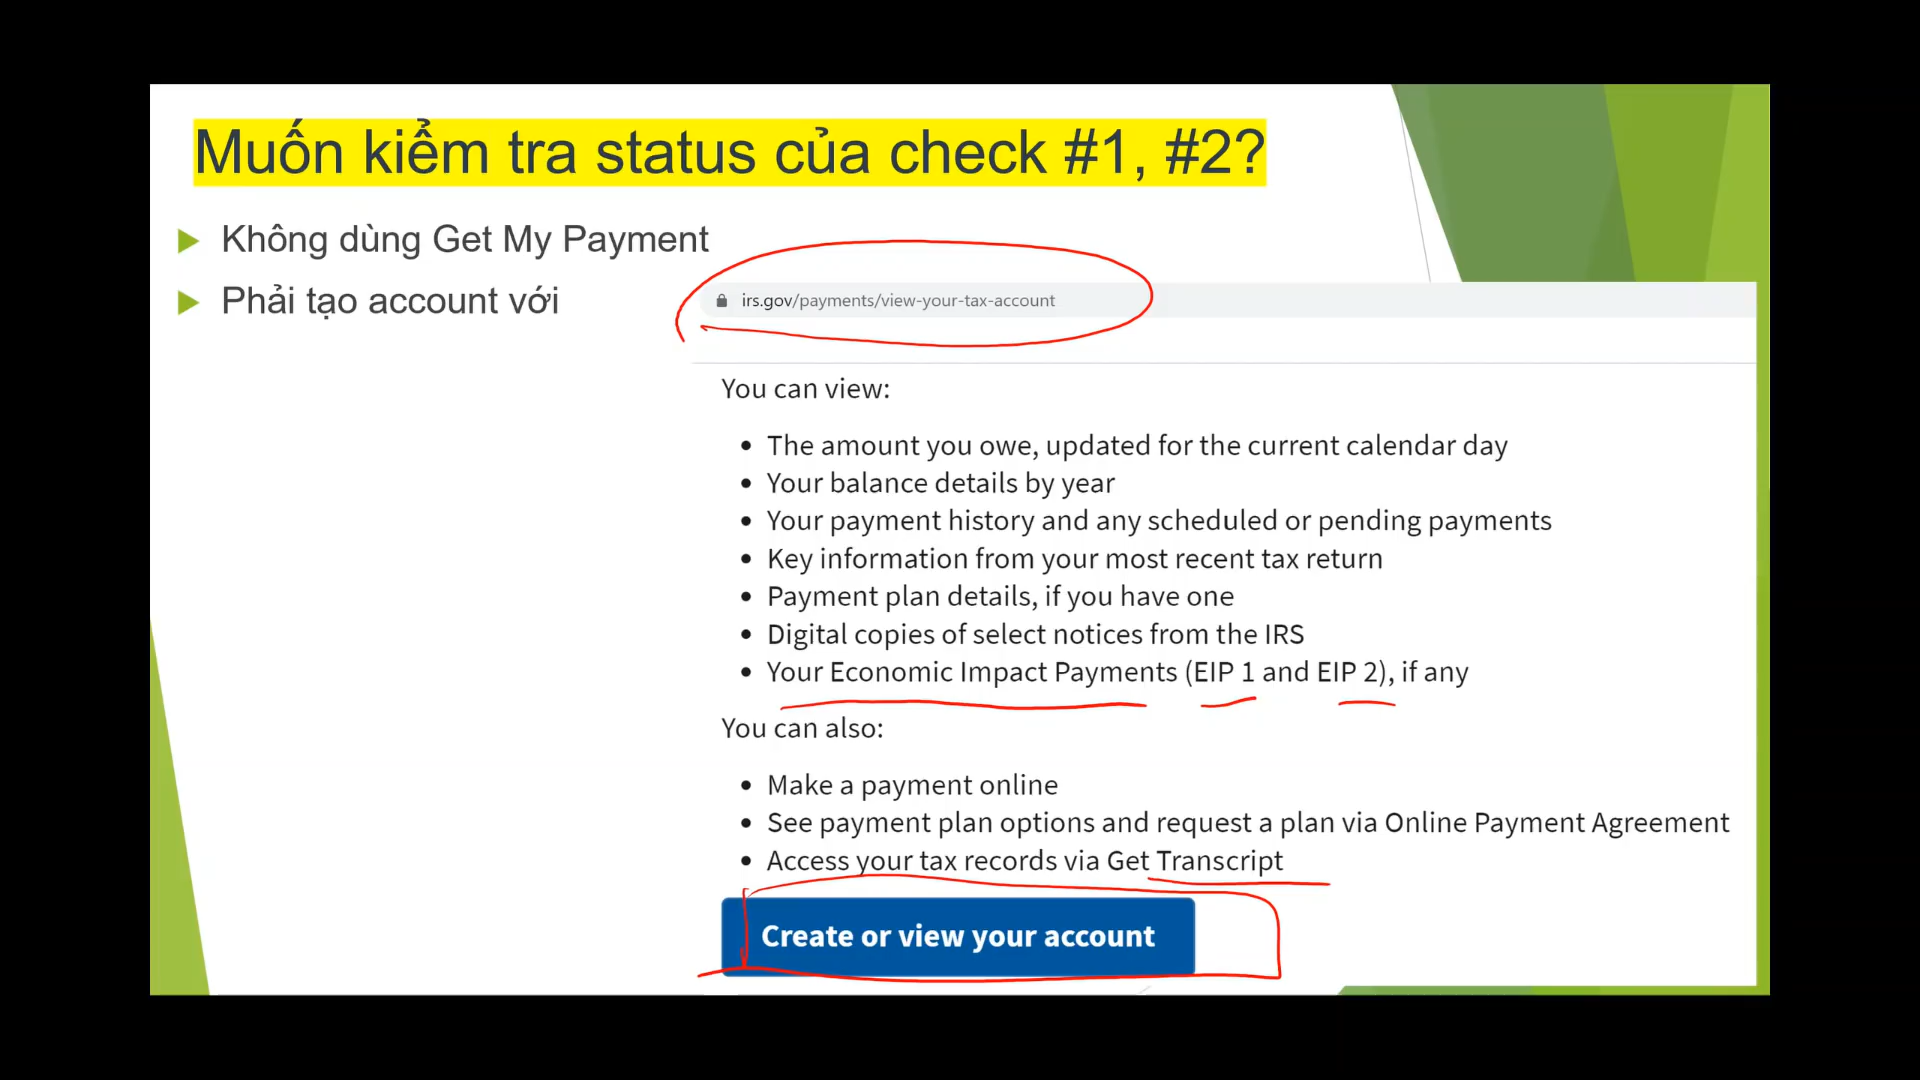 Muốn kiểm tra status của check #1, #2?
Không dùng Get My Payment
Phải tạo account với
irs.gov/payments/view-your-tax-account
You can view:
The amount you owe, updated for the current calendar day
Your balance details by year
Your payment history and any scheduled or pending payments
Key information from your most recent tax return
Payment plan details, if you have one
Digital copies of select notices from the IRS
Your Economic Impact Payments (EIP 1 and EIP 2), if any
You can also:
Make a payment online
See payment plan options and request a plan via Online Payment Agreement
Access your tax records via Get Transcript
Create or view your account